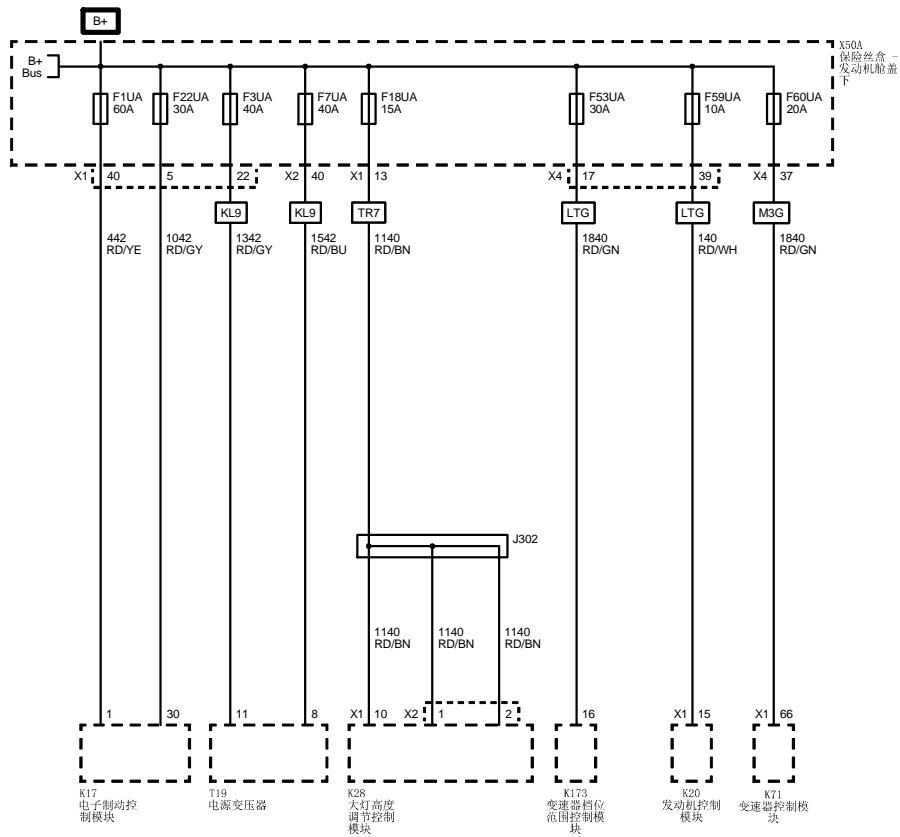 B+
B+
Bus
X50A
保险丝盒 -
发动机舱盖
下
F1UA
60A
F22UA
30A
F3UA
40A
F7UA
40A
F18UA
15A
F53UA
30A
F59UA
10A
F60UA
20A
X1 40 5 22 X2 40 X1 13 X4 17 39 X4 37
KL9 KL9 TR7 LTG LTG M3G
442
RD/YE
1042
RD/GY
1342
RD/GY
1542
RD/BU
1140
RD/BN
1840
RD/GN
140
RD/WH
1840
RD/GN
J302
1140
RD/BN
1140
RD/BN
1140
RD/BN
1 30 11 8 X1 10 X2 1 2 16 X1 15 X1 66
K17
电子制动控
制模块
T19
电源变压器
K28
大灯高度
调节控制
模块
K173
变速器档位
范围控制模
块
K20
发动机控制
模块
K71
变速器控制模
块